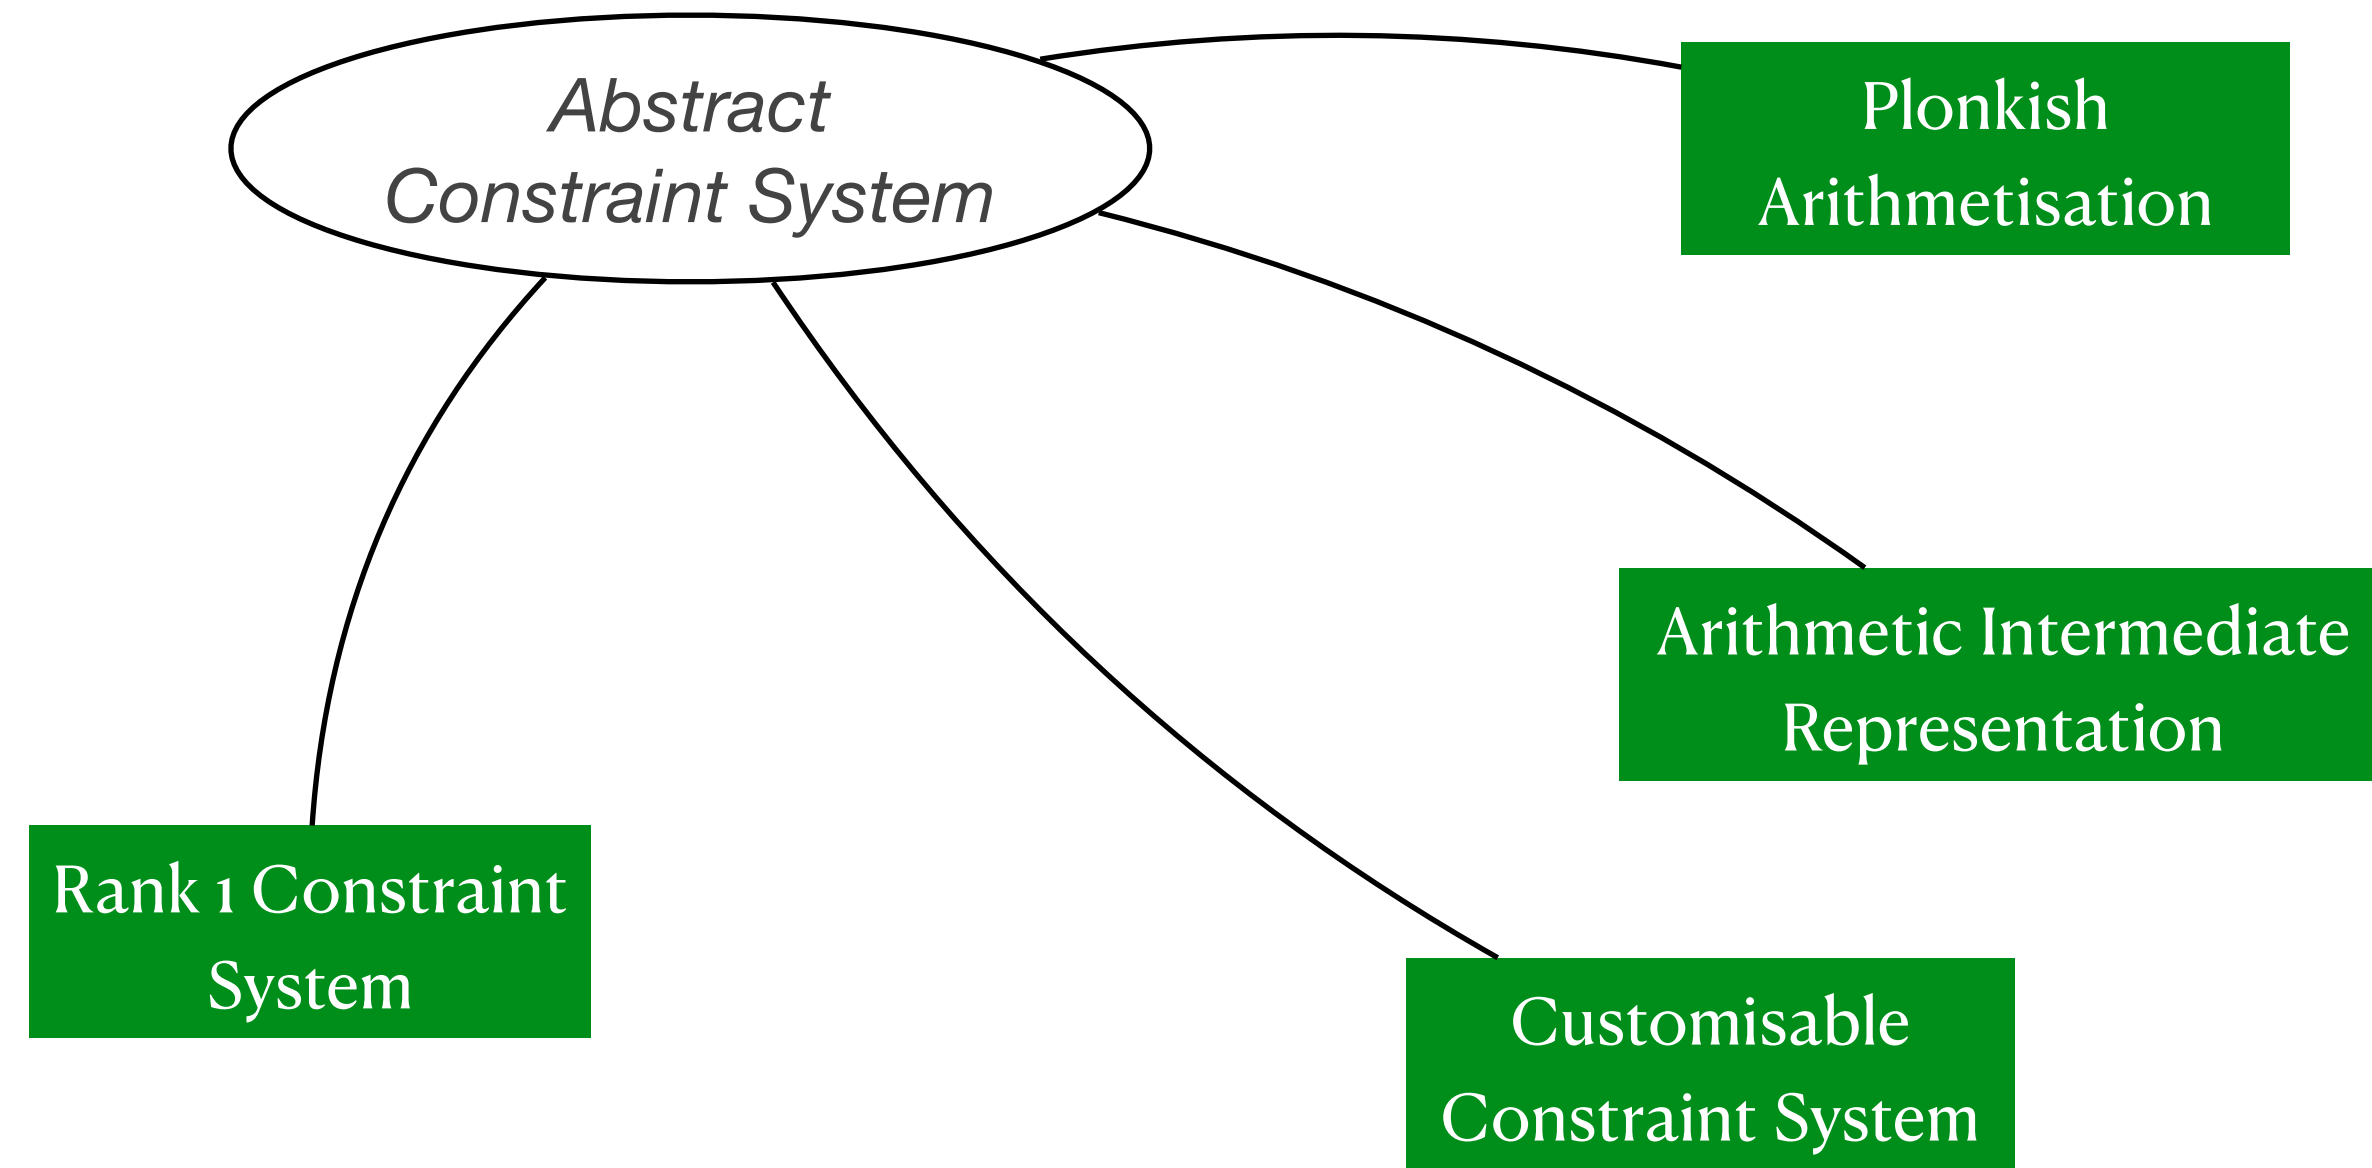 Abstract
Constraint System
Plonkish
Arithmetisation
Arithmetic Intermediate
Representation
Rank 1 Constraint
System
Customisable
Constraint System